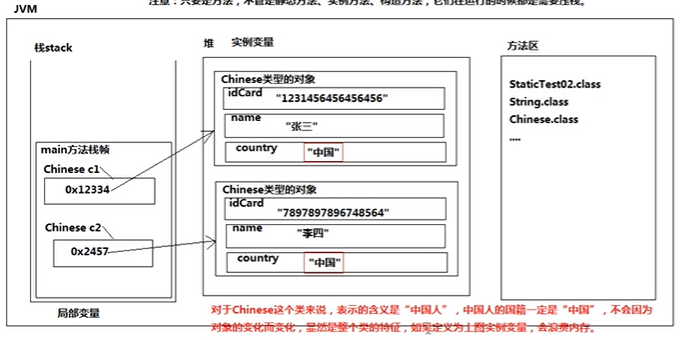 注意：只要是方法，不管是静态方法、实例方法、构造方法，它们在运行的时候都是需要压栈。
JVM
栈stack
堆 实例变量
方法区
Chinese类型的对象
idCard "1231456456456456"
name "张三"
country "中国"
StaticTest02.class
String.class
Chinese.class
....
main方法栈帧
Chinese c1
0x12334
Chinese c2
0x2457
Chinese类型的对象
idCard "7897897896748564"
name "李四"
country "中国"
局部变量
对于Chinese这个类来说，表示的含义是“中国人”，中国人的国籍一定是“中国”，不会因为
对象的变化而变化，显然是整个类的特征，如果定义为上图实例变量，会浪费内存。